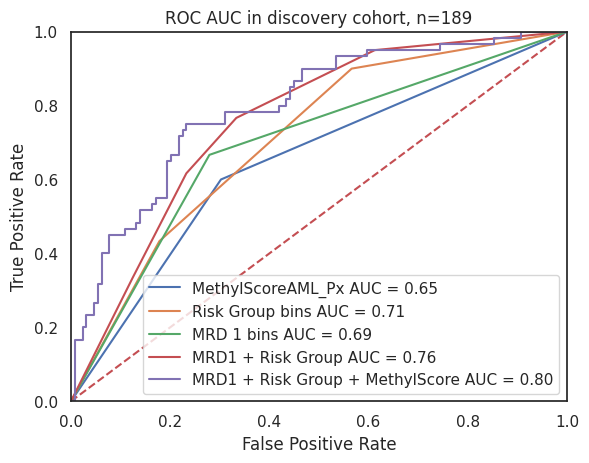 ROC AUC in discovery cohort, n=189
True Positive Rate
1.0
0.8
0.6
0.4
0.2
0.0
MethylScoreAML_Px AUC = 0.65
Risk Group bins AUC = 0.71
MRD 1 bins AUC = 0.69
MRD1 + Risk Group AUC = 0.76
MRD1 + Risk Group + MethylScore AUC = 0.80
0.0 0.2 0.4 0.6 0.8 1.0
False Positive Rate